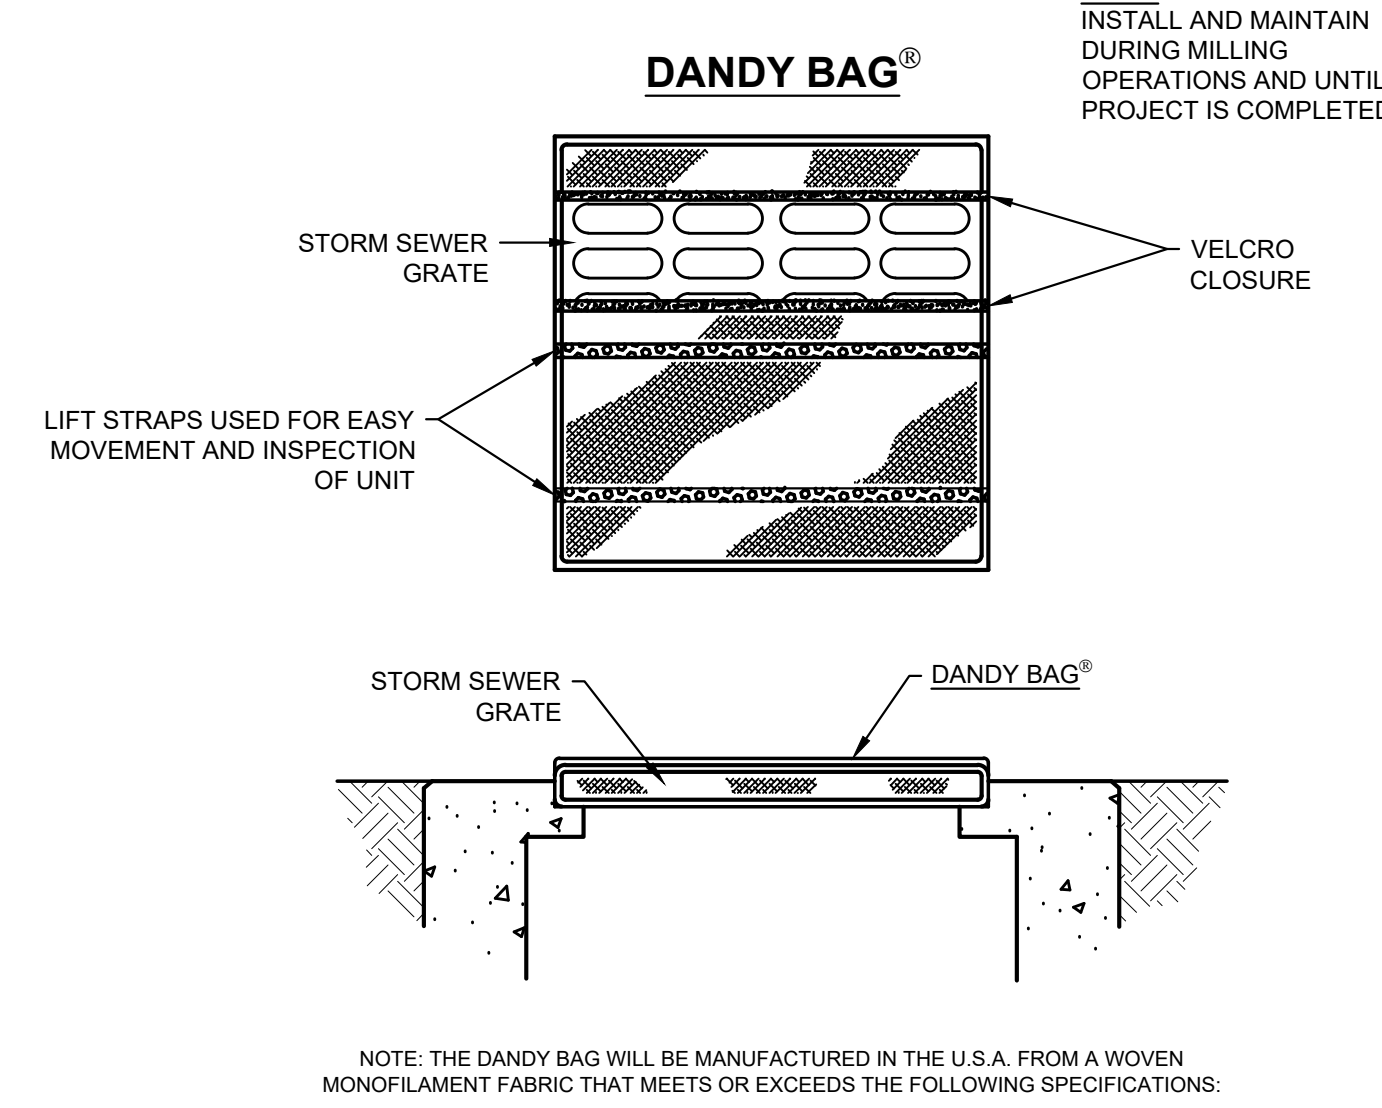 INSTALL AND MAINTAIN
DURING MILLING
OPERATIONS AND UNTIL
PROJECT IS COMPLETED
DANDY BAG®
STORM SEWER
GRATE
VELCRO
CLOSURE
LIFT STRAPS USED FOR EASY
MOVEMENT AND INSPECTION
OF UNIT
STORM SEWER
GRATE
DANDY BAG®
NOTE: THE DANDY BAG WILL BE MANUFACTURED IN THE U.S.A. FROM A WOVEN
MONOFILAMENT FABRIC THAT MEETS OR EXCEEDS THE FOLLOWING SPECIFICATIONS: